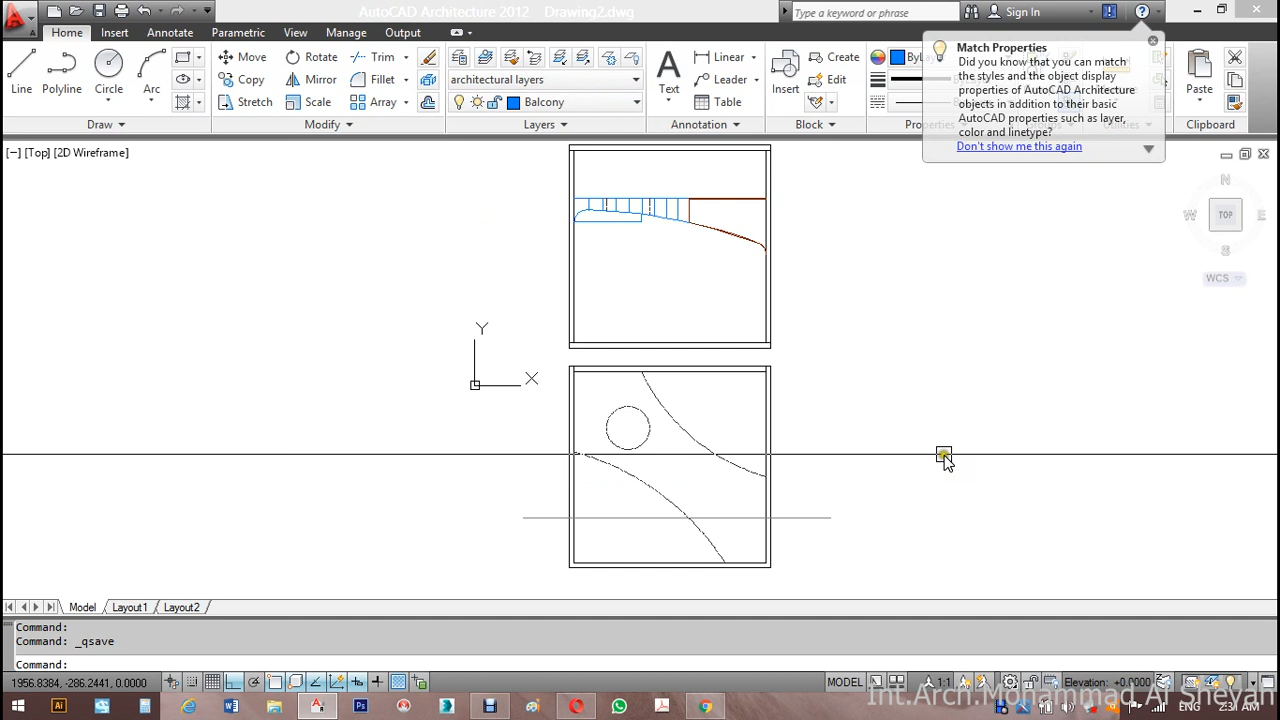 AutoCAD Architecture 2012 Drawing2.dwg
Type a keyword or phrase
Sign In
Home Insert Annotate Parametric View Manage Output
Line Polyline Circle Arc
Move Rotate Trim
Copy Mirror Fillet
Stretch Scale Array
architectural layers
Balcony
Text
Linear
Leader
Table
Insert
Create
Edit
Paste
Draw Modify Layers Annotation Block Clipboard
Match Properties
Did you know that you can match
the styles and the object display
properties of AutoCAD Architecture
objects in addition to their basic
AutoCAD properties such as layer,
color and linetype?
Don't show me this again
[−] [Top] [2D Wireframe]
N
W TOP E
S
WCS
Y
X
Model Layout1 Layout2
Command:
Command: _qsave
Command:
1956.8384, -286.2441, 0.0000
MODEL
1:1
Elevation: +0.0000
Int.Arch.Mohammad Al Sheyah
ENG